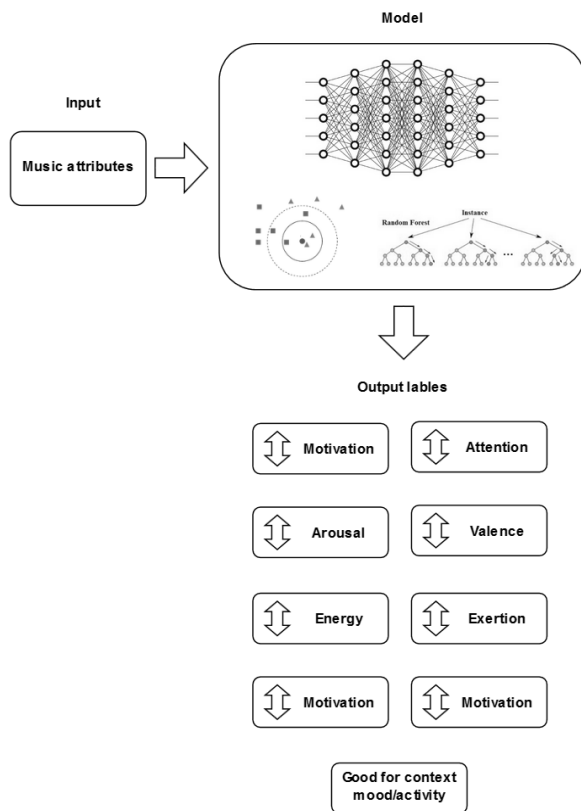 Model
Input
Music attributes
Random Forest
Instance
...
Output lables
Motivation
Attention
Arousal
Valence
Energy
Exertion
Motivation
Motivation
Good for context
mood/activity